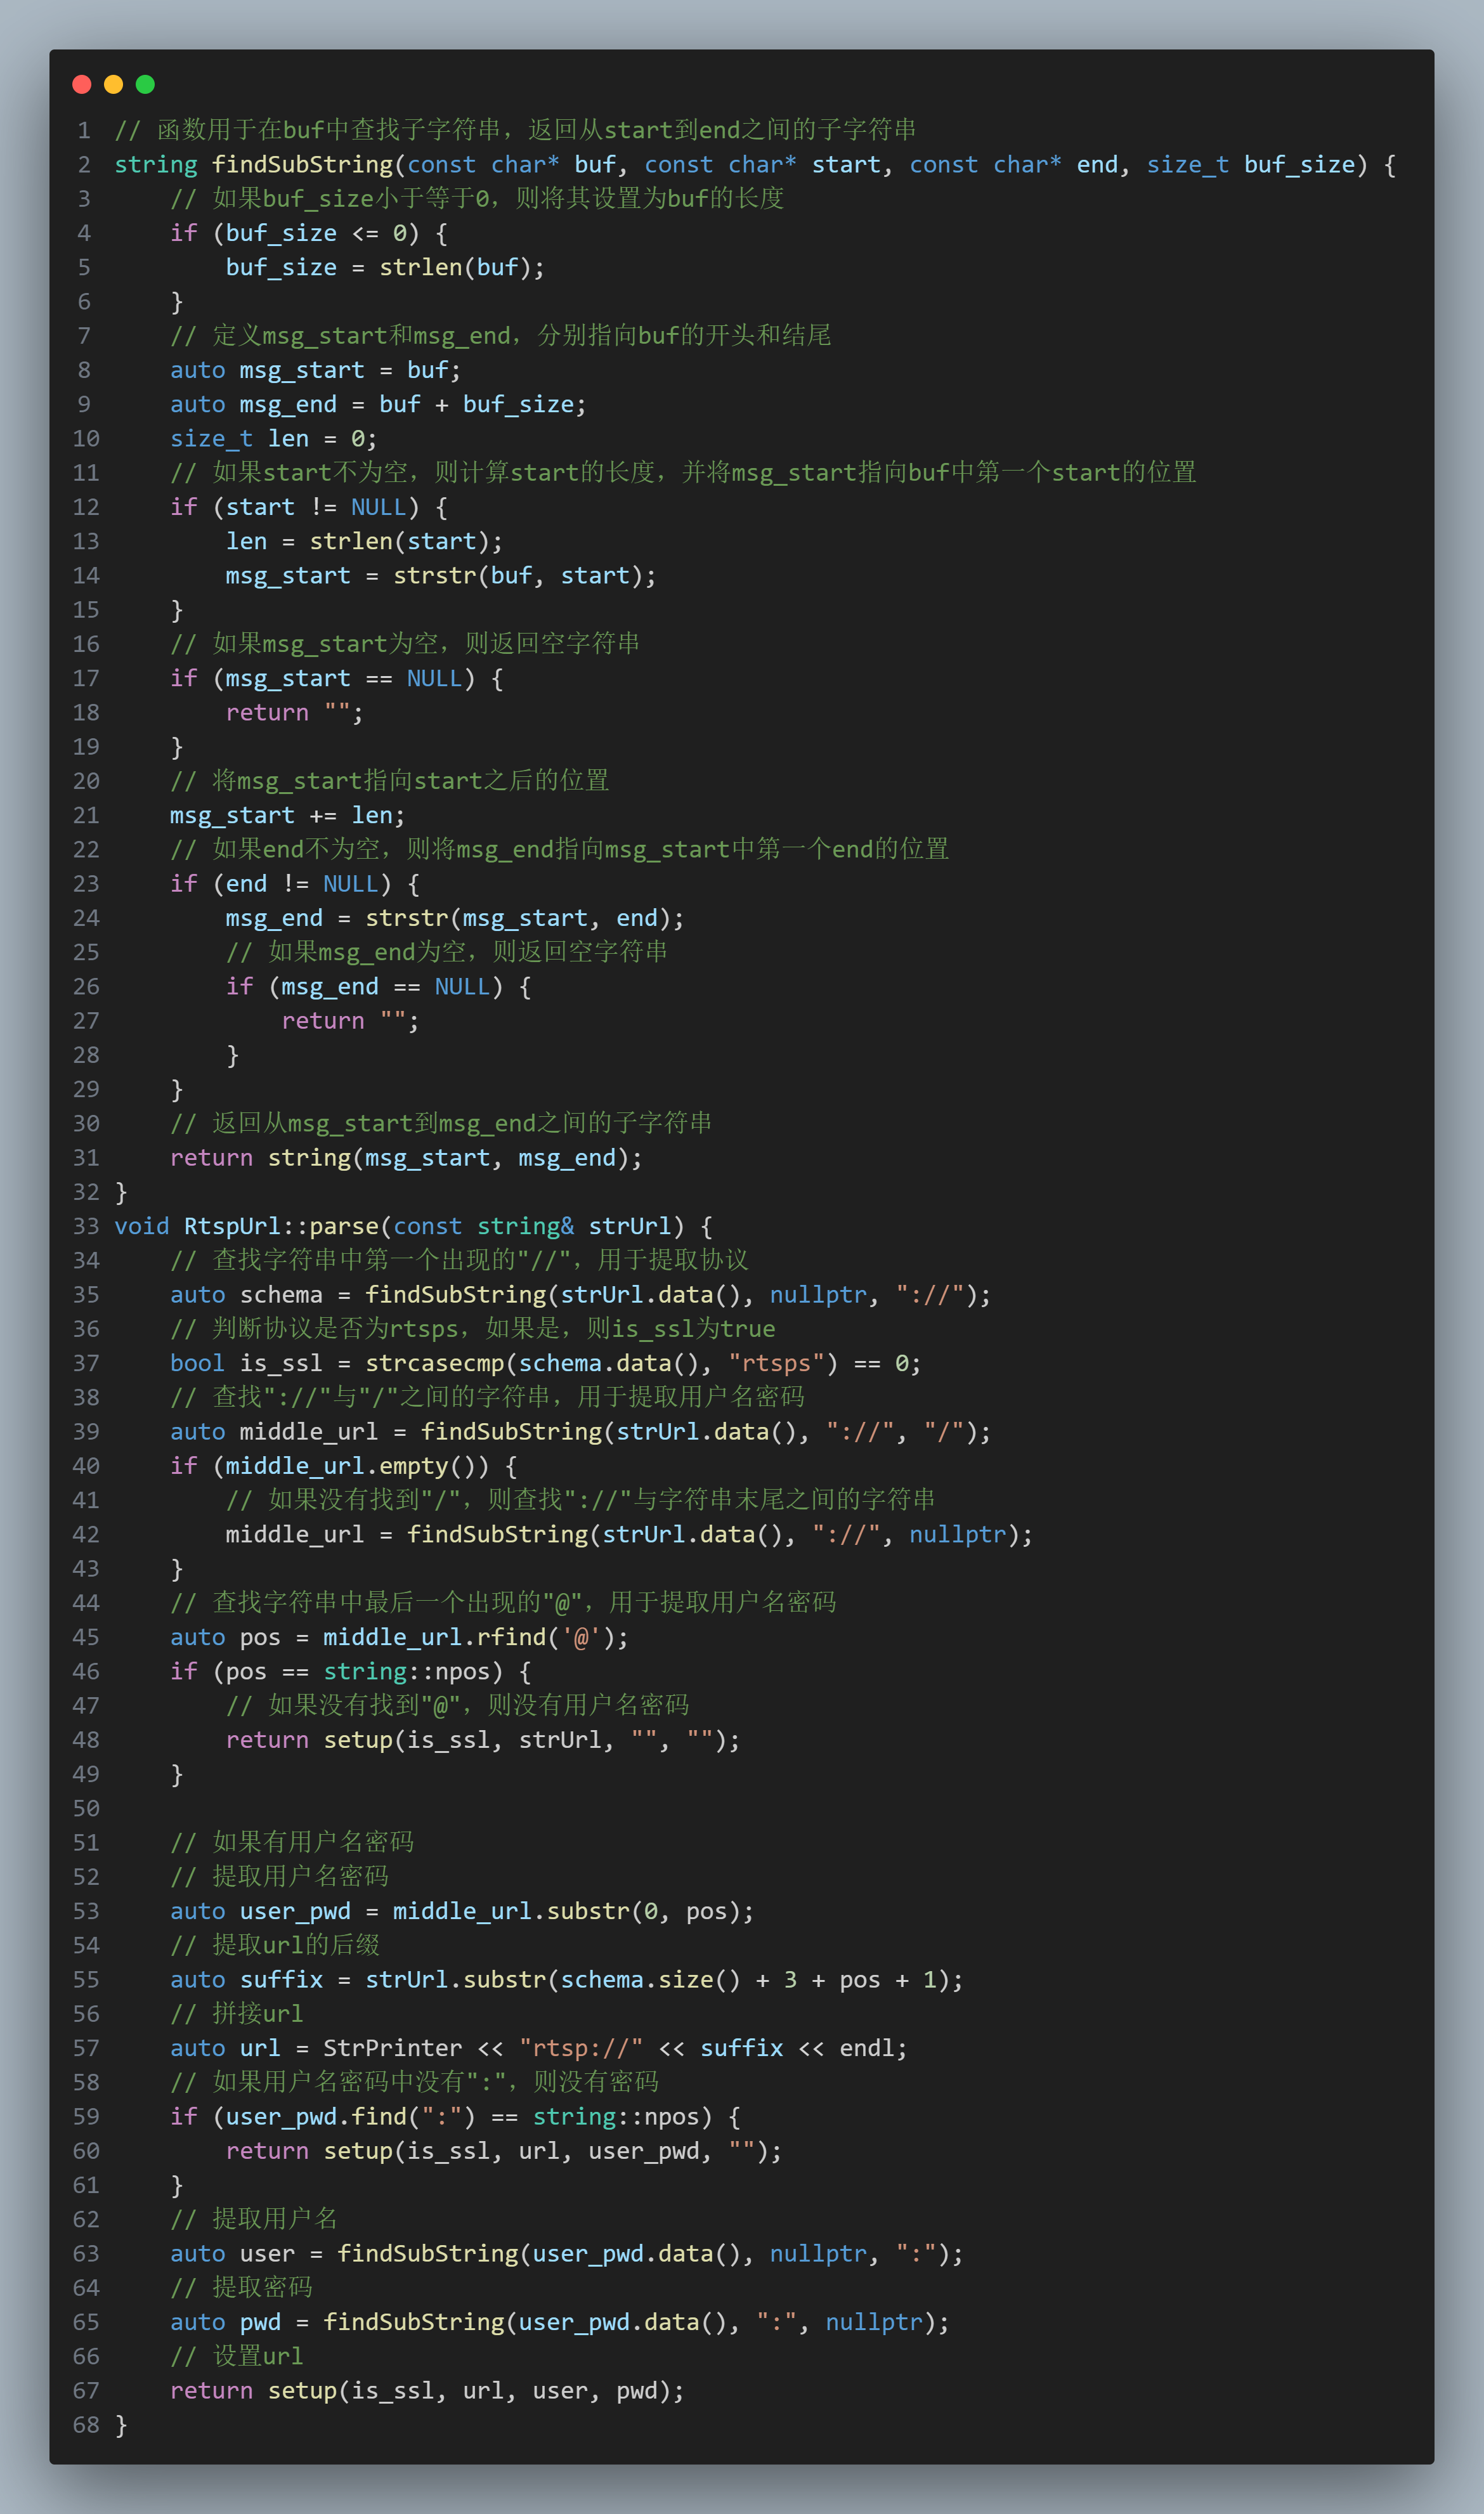 1 // 函数用于在buf中查找子字符串，返回从start到end之间的子字符串
2 string findSubString(const char* buf, const char* start, const char* end, size_t buf_size) {
3     // 如果buf_size小于等于0，则将其设置为buf的长度
4     if (buf_size <= 0) {
5         buf_size = strlen(buf);
6     }
7     // 定义msg_start和msg_end，分别指向buf的开头和结尾
8     auto msg_start = buf;
9     auto msg_end = buf + buf_size;
10     size_t len = 0;
11     // 如果start不为空，则计算start的长度，并将msg_start指向buf中第一个start的位置
12     if (start != NULL) {
13         len = strlen(start);
14         msg_start = strstr(buf, start);
15     }
16     // 如果msg_start为空，则返回空字符串
17     if (msg_start == NULL) {
18         return "";
19     }
20     // 将msg_start指向start之后的位置
21     msg_start += len;
22     // 如果end不为空，则将msg_end指向msg_start中第一个end的位置
23     if (end != NULL) {
24         msg_end = strstr(msg_start, end);
25         // 如果msg_end为空，则返回空字符串
26         if (msg_end == NULL) {
27             return "";
28         }
29     }
30     // 返回从msg_start到msg_end之间的子字符串
31     return string(msg_start, msg_end);
32 }
33 void RtspUrl::parse(const string& strUrl) {
34     // 查找字符串中第一个出现的"//"，用于提取协议
35     auto schema = findSubString(strUrl.data(), nullptr, "://");
36     // 判断协议是否为rtsps，如果是，则is_ssl为true
37     bool is_ssl = strcasecmp(schema.data(), "rtsps") == 0;
38     // 查找"://"与"/"之间的字符串，用于提取用户名密码
39     auto middle_url = findSubString(strUrl.data(), "://", "/");
40     if (middle_url.empty()) {
41         // 如果没有找到"/"，则查找"://"与字符串末尾之间的字符串
42         middle_url = findSubString(strUrl.data(), "://", nullptr);
43     }
44     // 查找字符串中最后一个出现的"@"，用于提取用户名密码
45     auto pos = middle_url.rfind('@');
46     if (pos == string::npos) {
47         // 如果没有找到"@"，则没有用户名密码
48         return setup(is_ssl, strUrl, "", "");
49     }
50
51     // 如果有用户名密码
52     // 提取用户名密码
53     auto user_pwd = middle_url.substr(0, pos);
54     // 提取url的后缀
55     auto suffix = strUrl.substr(schema.size() + 3 + pos + 1);
56     // 拼接url
57     auto url = StrPrinter << "rtsp://" << suffix << endl;
58     // 如果用户名密码中没有":"，则没有密码
59     if (user_pwd.find(":") == string::npos) {
60         return setup(is_ssl, url, user_pwd, "");
61     }
62     // 提取用户名
63     auto user = findSubString(user_pwd.data(), nullptr, ":");
64     // 提取密码
65     auto pwd = findSubString(user_pwd.data(), ":", nullptr);
66     // 设置url
67     return setup(is_ssl, url, user, pwd);
68 }